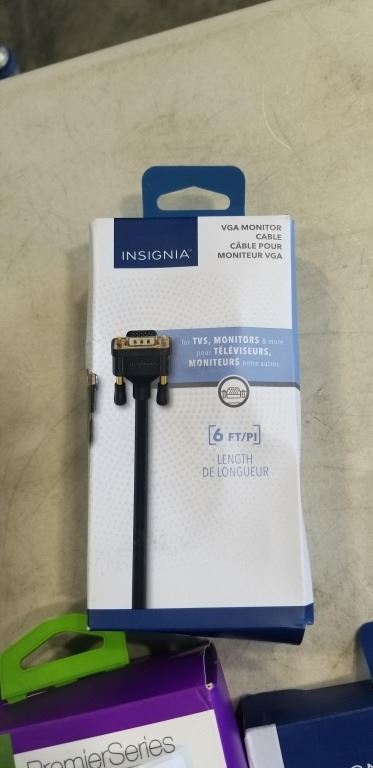 INSIGNIA™
VGA MONITOR
CABLE
CÂBLE POUR
MONITEUR VGA
for TVS, MONITORS & more
pour TÉLÉVISEURS,
MONITEURS entre autres
INSIGNIA
[6 FT/PI]
LENGTH
DE LONGUEUR
PremierSeries